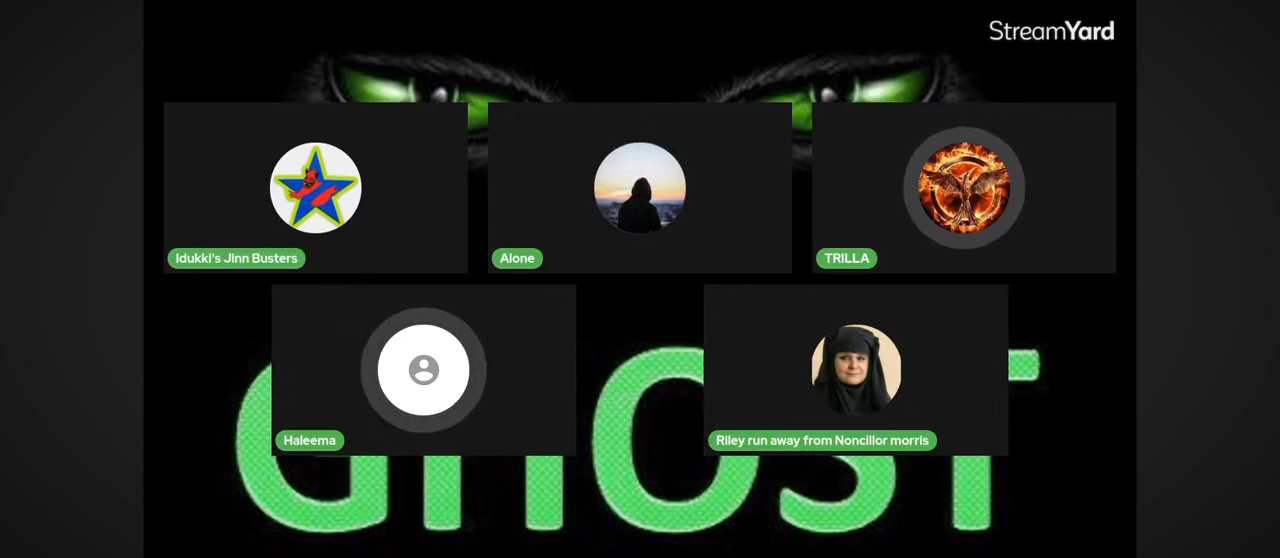 StreamYard
Idukki's Jinn Busters
Alone
TRILLA
Haleema
Riley run away from Noncillor morris
GHOST